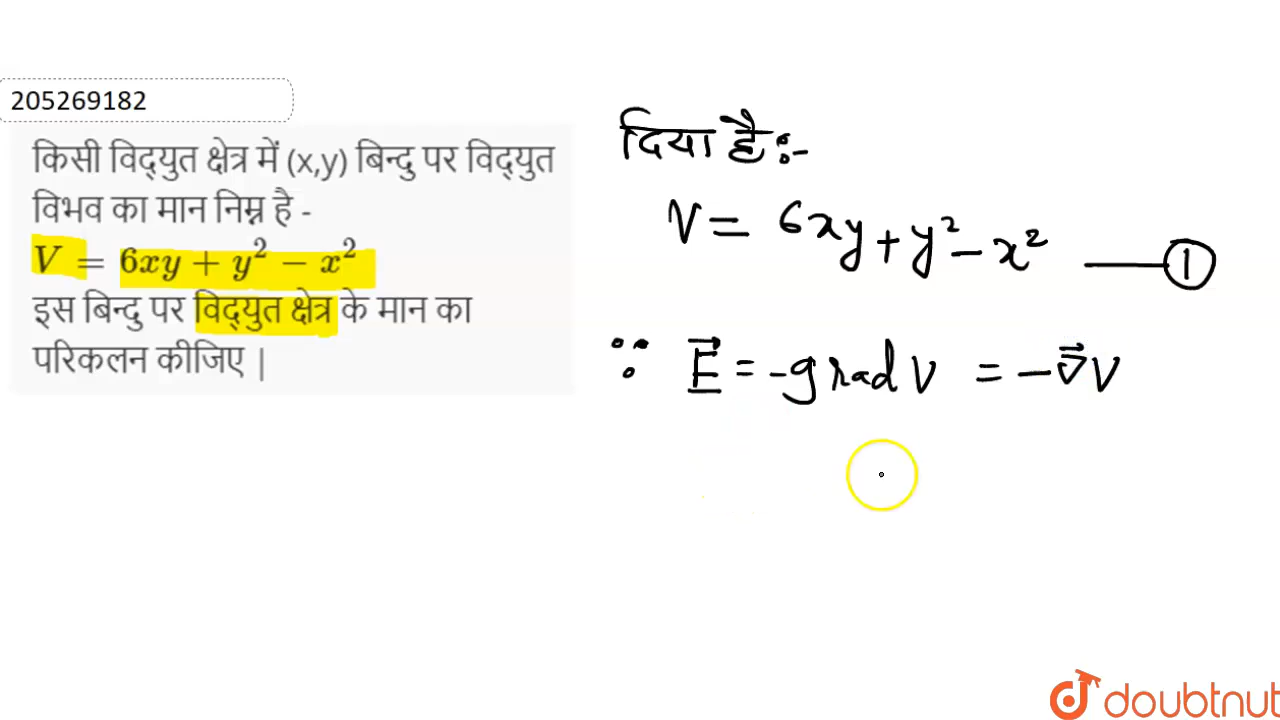 205269182
किसी विद्युत क्षेत्र में (x,y) बिन्दु पर विद्युत
विभव का मान निम्न है -
V = 6xy + y² − x²
इस बिन्दु पर विद्युत क्षेत्र के मान का
परिकलन कीजिए |
दिया है:-
V = 6xy + y² − x² —— ①
∵ E⃗ = -grad V = −∇⃗V
doubtnut